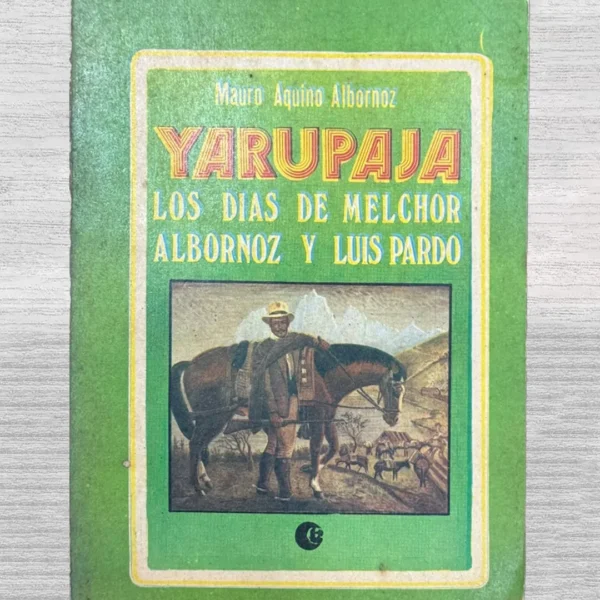 Mauro Aquino Albornoz
YARUPAJA
LOS DIAS DE MELCHOR
ALBORNOZ Y LUIS PARDO